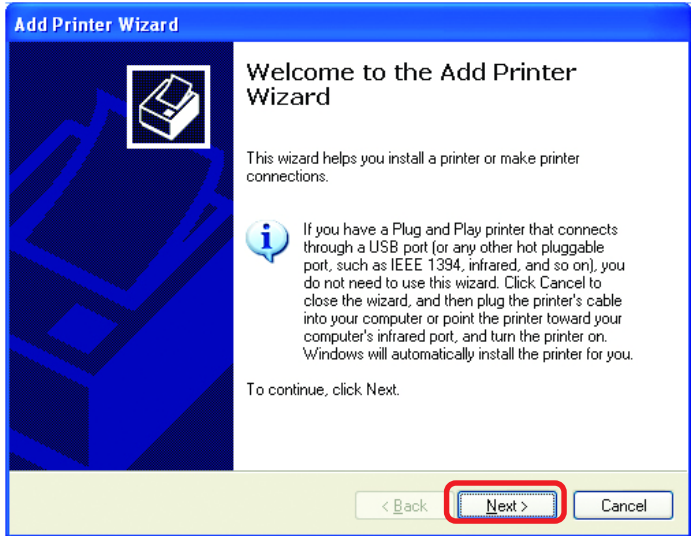 Add Printer Wizard
Welcome to the Add Printer
Wizard
This wizard helps you install a printer or make printer
connections.
If you have a Plug and Play printer that connects
through a USB port (or any other hot pluggable
port, such as IEEE 1394, infrared, and so on), you
do not need to use this wizard. Click Cancel to
close the wizard, and then plug the printer's cable
into your computer or point the printer toward your
computer's infrared port, and turn the printer on.
Windows will automatically install the printer for you.
To continue, click Next.
< Back Next > Cancel